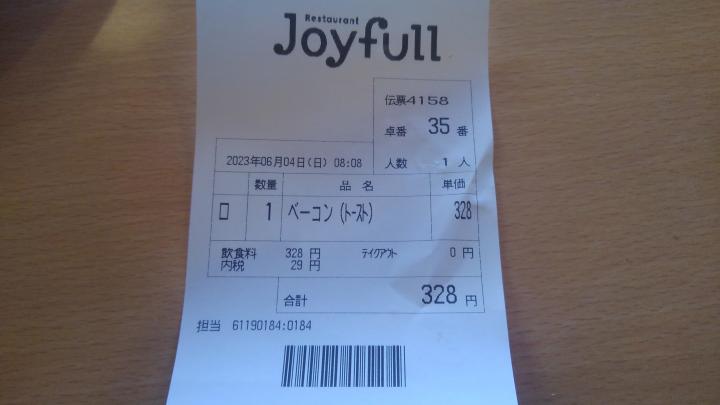 Restaurant
Joyfull
伝票4158
卓番 35 番
2023年06月04日(日) 08:08 人数 1 人
数量 品 名 単価
□ 1 ベーコン(ﾄｰｽﾄ) 328
飲食料 328 円 ﾃｲｸｱｳﾄ 0 円
内税 29 円
合計 328 円
担当 61190184:0184